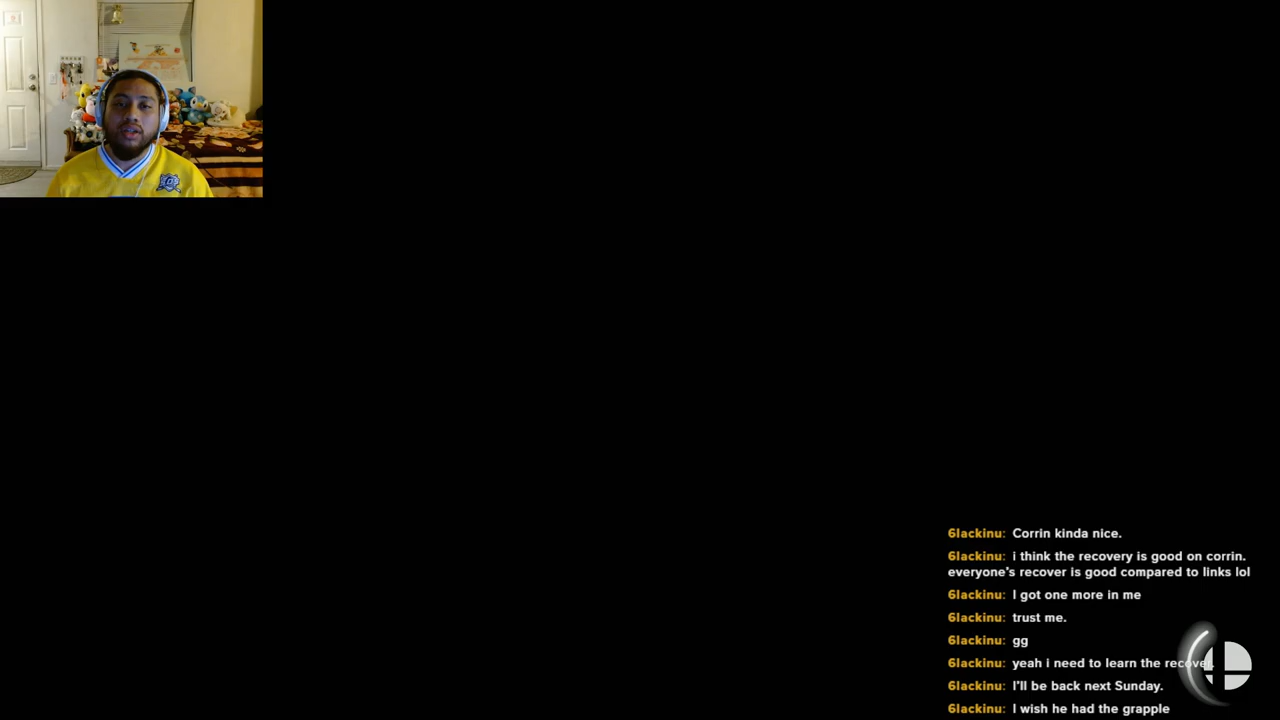 6lackinu: Corrin kinda nice.
6lackinu: i think the recovery is good on corrin.
everyone's recover is good compared to links lol
6lackinu: I got one more in me
6lackinu: trust me.
6lackinu: gg
6lackinu: yeah i need to learn the recover.
6lackinu: I'll be back next Sunday.
6lackinu: I wish he had the grapple